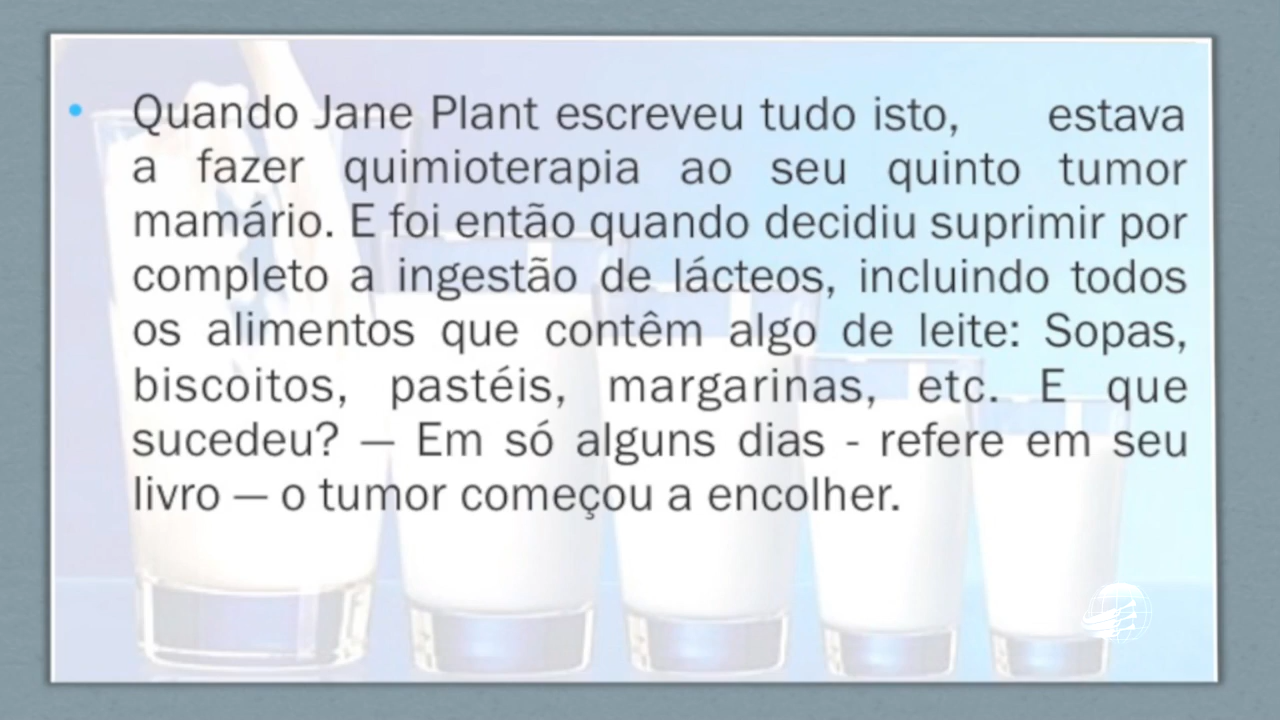 • Quando Jane Plant escreveu tudo isto, estava
a fazer quimioterapia ao seu quinto tumor
mamário. E foi então quando decidiu suprimir por
completo a ingestão de lácteos, incluindo todos
os alimentos que contêm algo de leite: Sopas,
biscoitos, pastéis, margarinas, etc. E que
sucedeu? — Em só alguns dias - refere em seu
livro — o tumor começou a encolher.